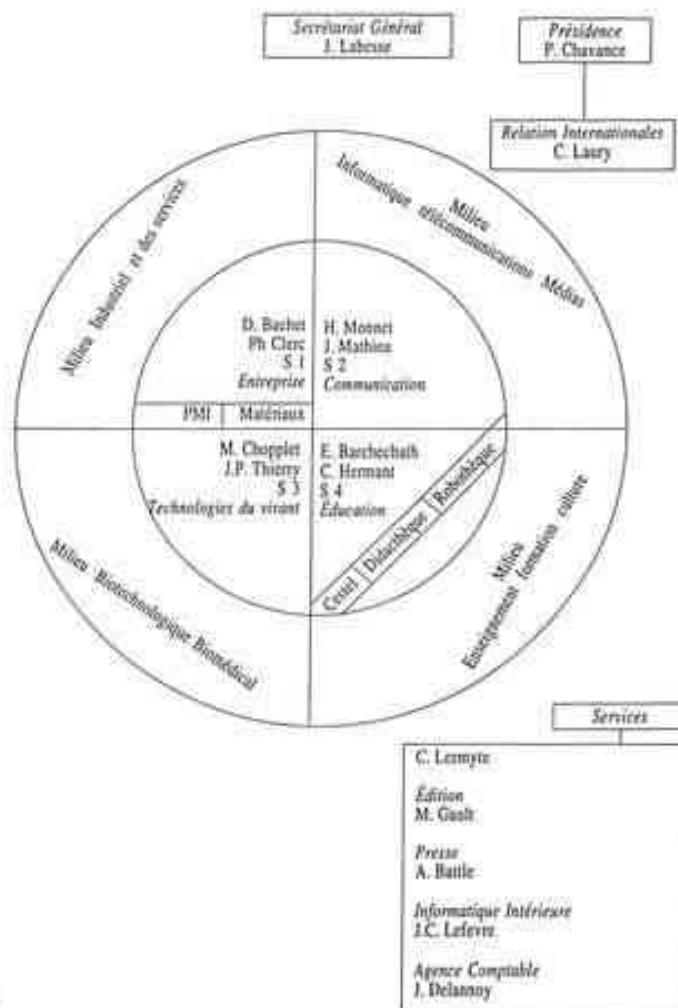 Secrétariat Général
J. Labesse
Présidence
P. Chavance
Relation Internationales
C. Laury
Milieu Industriel et des services
Milieu
Informatique télécommunications Médias
D. Bachet
Ph Clerc
S 1
Entreprise
H. Monnet
J. Mathieu
S 2
Communication
PMI
Matériaux
M. Chopplet
J.P. Thierry
S 3
Technologies du vivant
E. Barchechath
C. Hermant
S 4
Education
Cestel
Didacthèque
Robothèque
Milieu Biotechnologique Biomédical
Milieu
Enseignement formation culture
Services
C. Lermyte
Édition
M. Gault
Presse
A. Battle
Informatique Intérieure
J.C. Lefevre
Agence Comptable
J. Delannoy